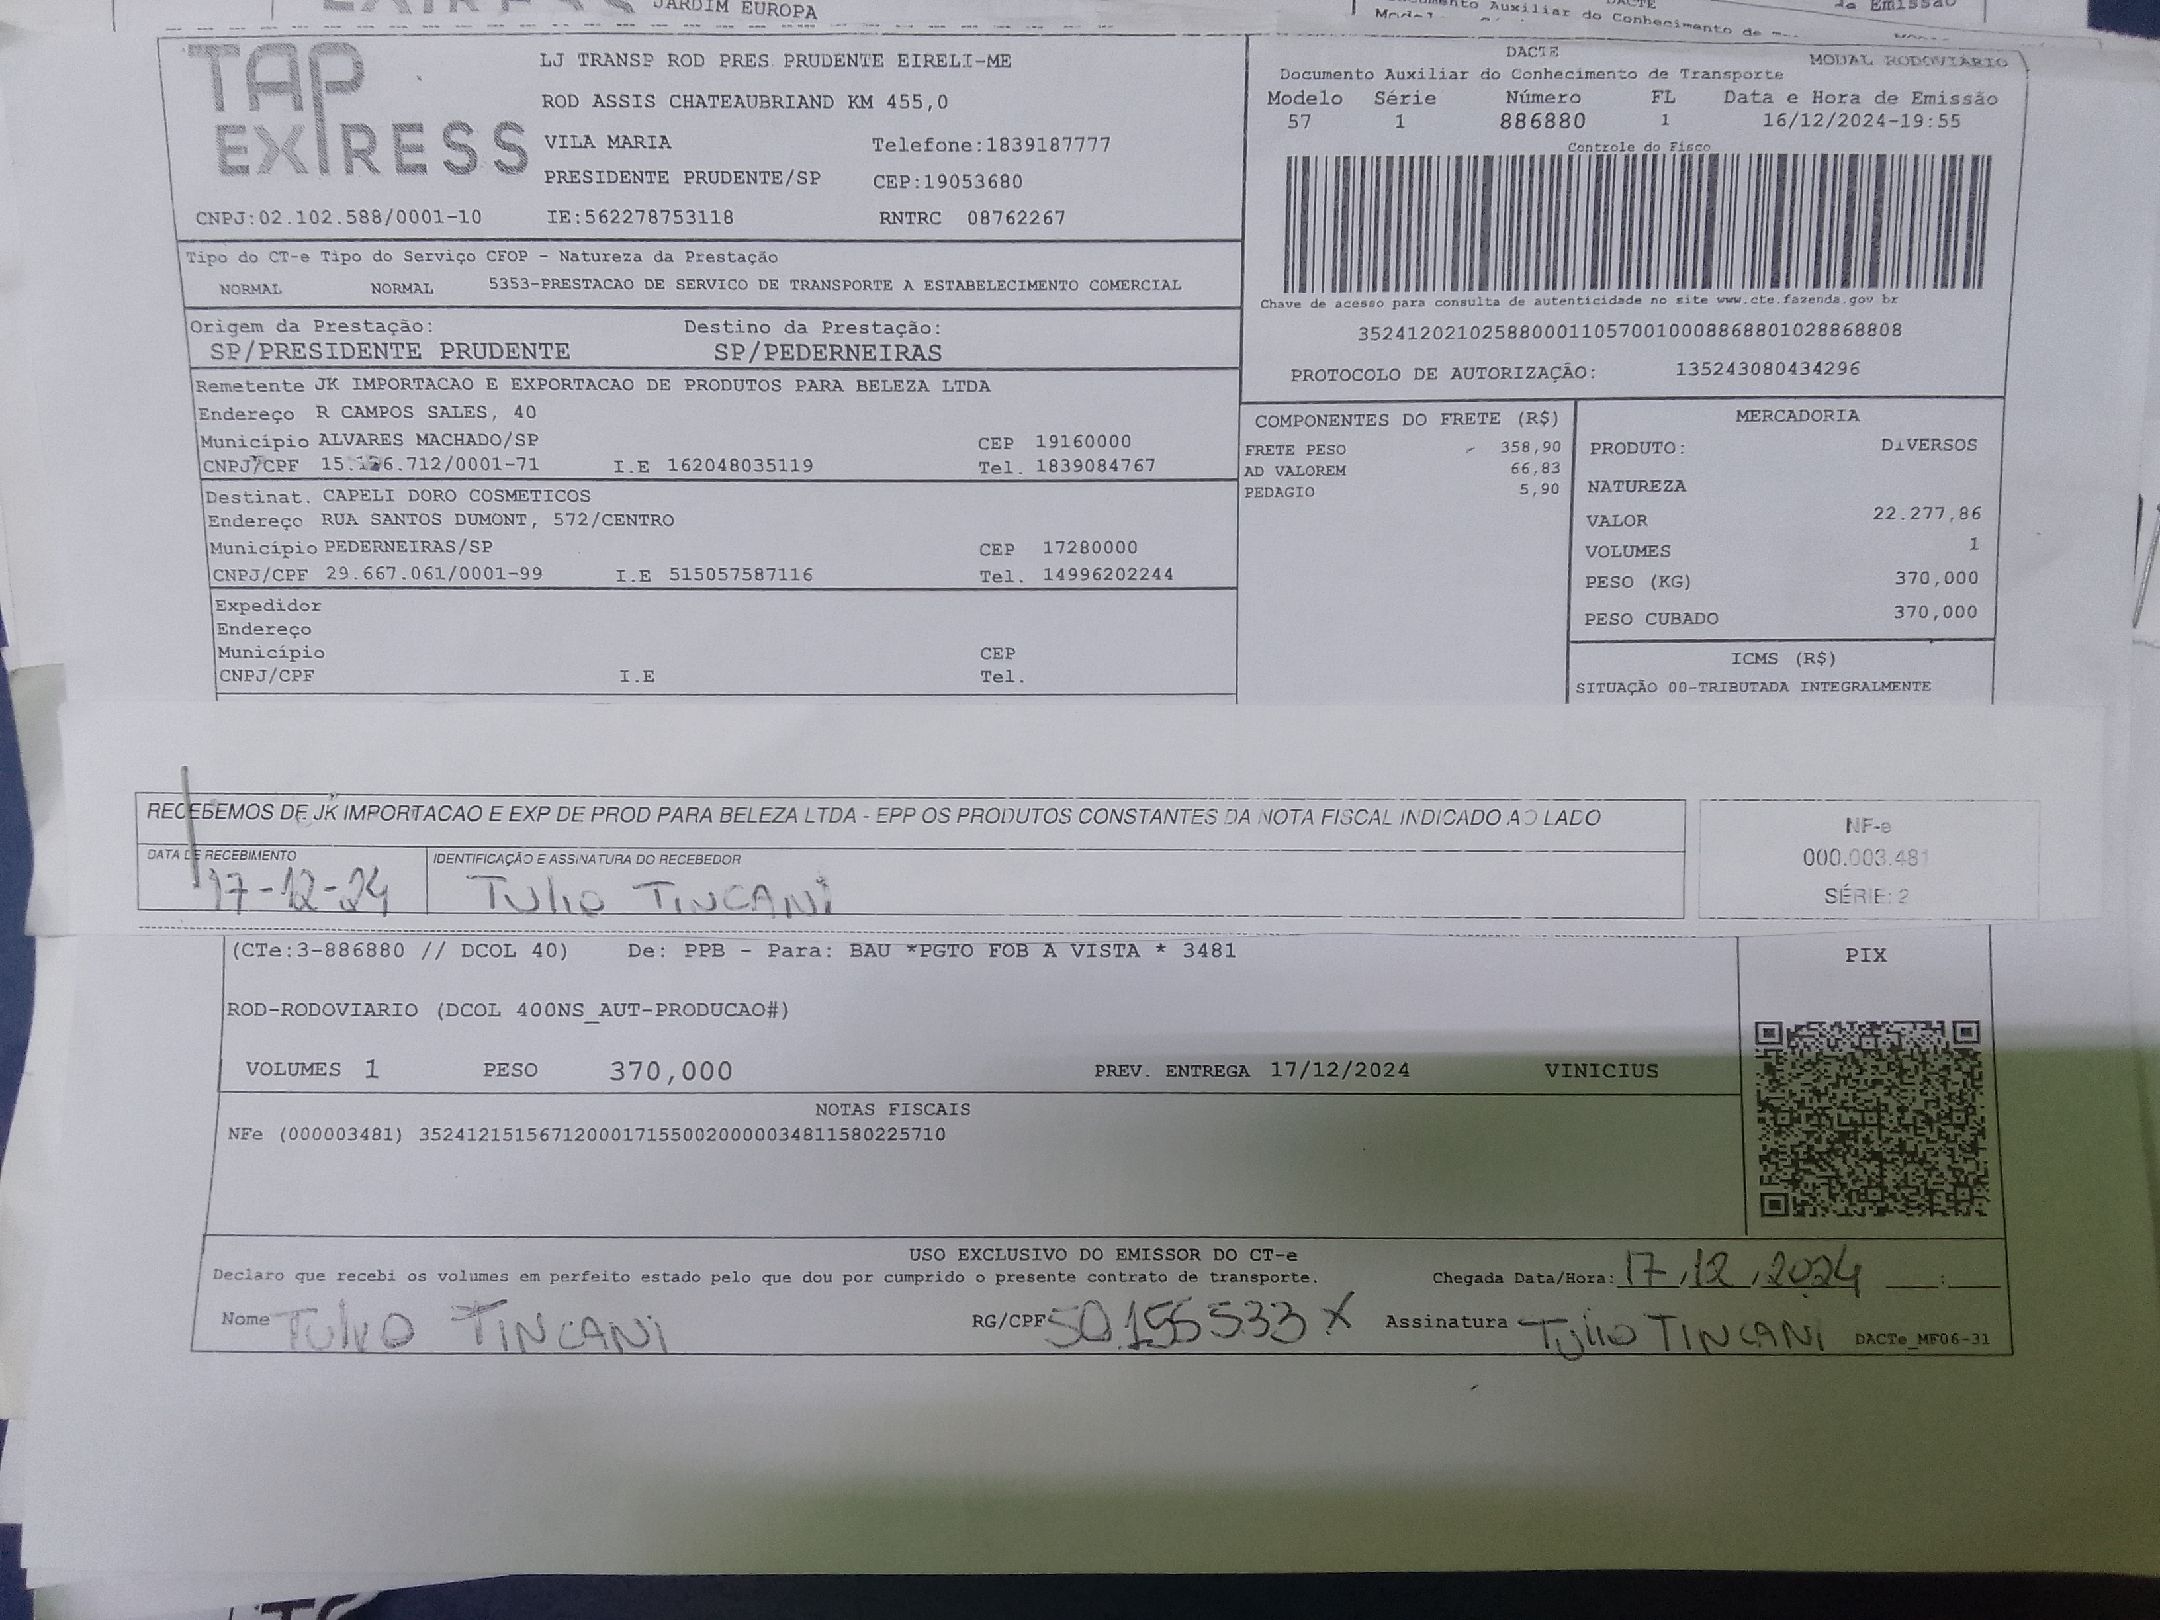 JARDIM EUROPA
Auxiliar do Conhecimento de
TAP EXPRESS
LJ TRANSP ROD PRES PRUDENTE EIRELI-ME
ROD ASSIS CHATEAUBRIAND KM 455,0
VILA MARIA Telefone:1839187777
PRESIDENTE PRUDENTE/SP CEP:19053680
CNPJ:02.102.588/0001-10 IE:562278753118 RNTRC 08762267
DACTE
MODAL RODOVIARIO
Documento Auxiliar do Conhecimento de Transporte
Modelo Série Número FL Data e Hora de Emissão
57 1 886880 1 16/12/2024-19:55
Controle do Fisco
Chave de acesso para consulta de autenticidade no site www.cte.fazenda.gov br
35241202102588000110570010008868801028868808
PROTOCOLO DE AUTORIZAÇÃO: 135243080434296
Tipo do CT-e Tipo do Serviço CFOP - Natureza da Prestação
NORMAL NORMAL 5353-PRESTACAO DE SERVICO DE TRANSPORTE A ESTABELECIMENTO COMERCIAL
Origem da Prestação: Destino da Prestação:
SP/PRESIDENTE PRUDENTE SP/PEDERNEIRAS
Remetente JK IMPORTACAO E EXPORTACAO DE PRODUTOS PARA BELEZA LTDA
Endereço R CAMPOS SALES, 40
Município ALVARES MACHADO/SP CEP 19160000
CNPJ/CPF I.E 162048035119 Tel. 1839084767
Destinat. CAPELI DORO COSMETICOS
Endereço RUA SANTOS DUMONT, 572/CENTRO
Município PEDERNEIRAS/SP CEP 17280000
CNPJ/CPF 29.667.061/0001-99 I.E 515057587116 Tel. 14996202244
Expedidor
Endereço
Município CEP
CNPJ/CPF I.E Tel.
COMPONENTES DO FRETE (R$)
FRETE PESO 358,90
AD VALOREM 66,83
PEDAGIO 5,90
MERCADORIA
PRODUTO: DIVERSOS
NATUREZA
VALOR 22.277,86
VOLUMES 1
PESO (KG) 370,000
PESO CUBADO 370,000
ICMS (R$)
SITUAÇÃO 00-TRIBUTADA INTEGRALMENTE
RECEBEMOS DE JK IMPORTACAO E EXP DE PROD PARA BELEZA LTDA - EPP OS PRODUTOS CONSTANTES DA NOTA FISCAL INDICADO AO LADO
DATA DE RECEBIMENTO IDENTIFICAÇÃO E ASSINATURA DO RECEBEDOR
17-12-24 Tulio TINCANI
NF-e
000.003.481
SÉRIE: 2
(CTe:3-886880 // DCOL 40) De: PPB - Para: BAU *PGTO FOB A VISTA * 3481
PIX
ROD-RODOVIARIO (DCOL 400NS_AUT-PRODUCAO#)
VOLUMES 1 PESO 370,000 PREV. ENTREGA 17/12/2024 VINICIUS
NOTAS FISCAIS
NFe (000003481) 35241215156712000171550020000034811580225710
USO EXCLUSIVO DO EMISSOR DO CT-e
Declaro que recebi os volumes em perfeito estado pelo que dou por cumprido o presente contrato de transporte. Chegada Data/Hora: 17,12,2024 ___:___
Nome Tulio TINCANI RG/CPF 50.155533 X Assinatura Tulio TINCANI DACTe_MF06-31